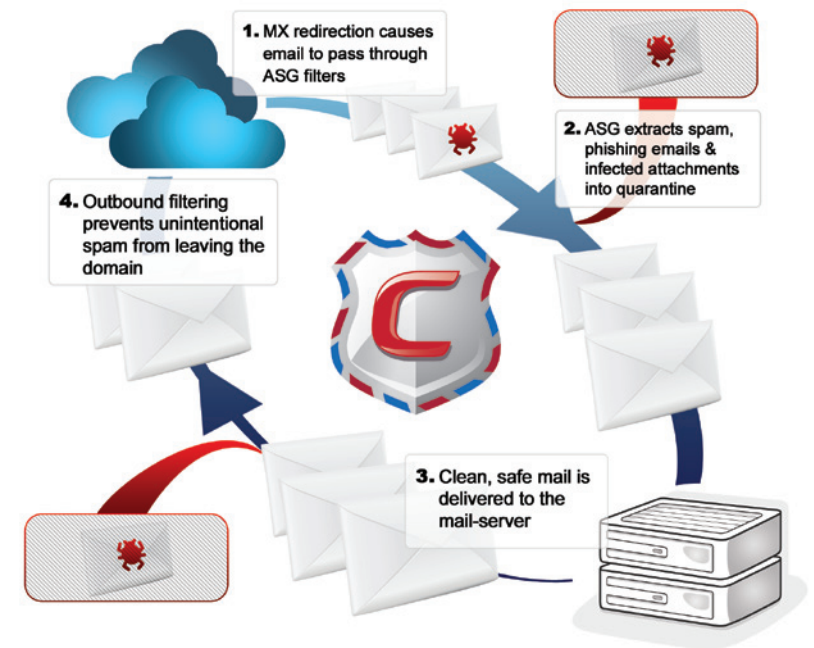 1. MX redirection causes
email to pass through
ASG filters
2. ASG extracts spam,
phishing emails &
infected attachments
into quarantine
4. Outbound filtering
prevents unintentional
spam from leaving the
domain
C
3. Clean, safe mail is
delivered to the
mail-server